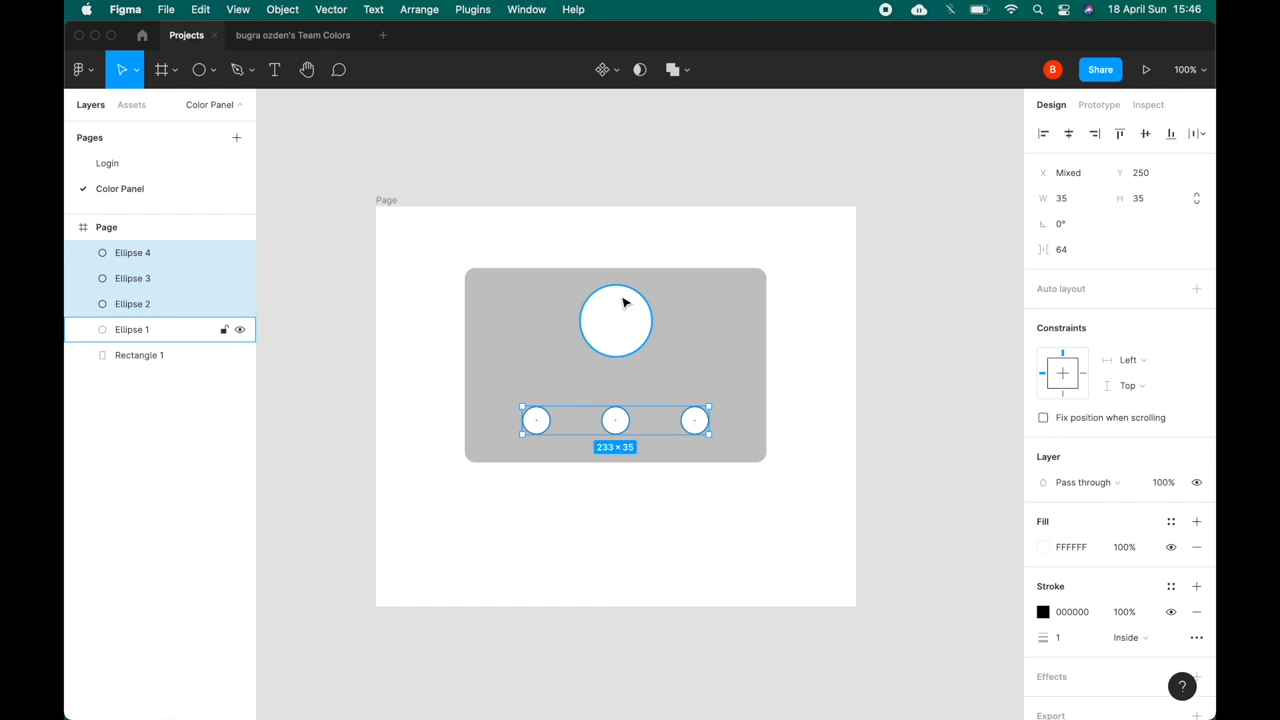 Figma File Edit View Object Vector Text Arrange Plugins Window Help 18 April Sun 15:46
Projects bugra ozden's Team Colors
B Share 100%
Layers Assets Color Panel
Pages
Login
Color Panel
Page
Ellipse 4
Ellipse 3
Ellipse 2
Ellipse 1
Rectangle 1
Page
233 × 35
Design Prototype Inspect
X Mixed Y 250
W 35 H 35
0°
64
Auto layout
Constraints
Left
Top
Fix position when scrolling
Layer
Pass through 100%
Fill
FFFFFF 100%
Stroke
000000 100%
1 Inside
Effects
?
Export